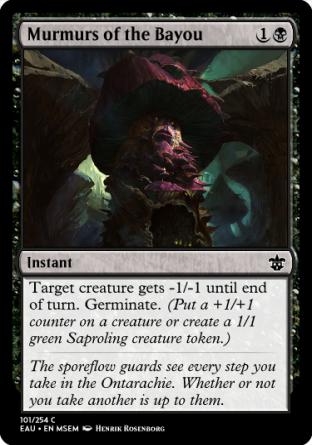 Murmurs of the Bayou 1
Instant
Target creature gets -1/-1 until end
of turn. Germinate. (Put a +1/+1
counter on a creature or create a 1/1
green Saproling creature token.)
The sporeflow guards see every step you
take in the Ontarachie. Whether or not
you take another is up to them.
101/254 C
EAU • EN MSEM Henrik Rosenborg